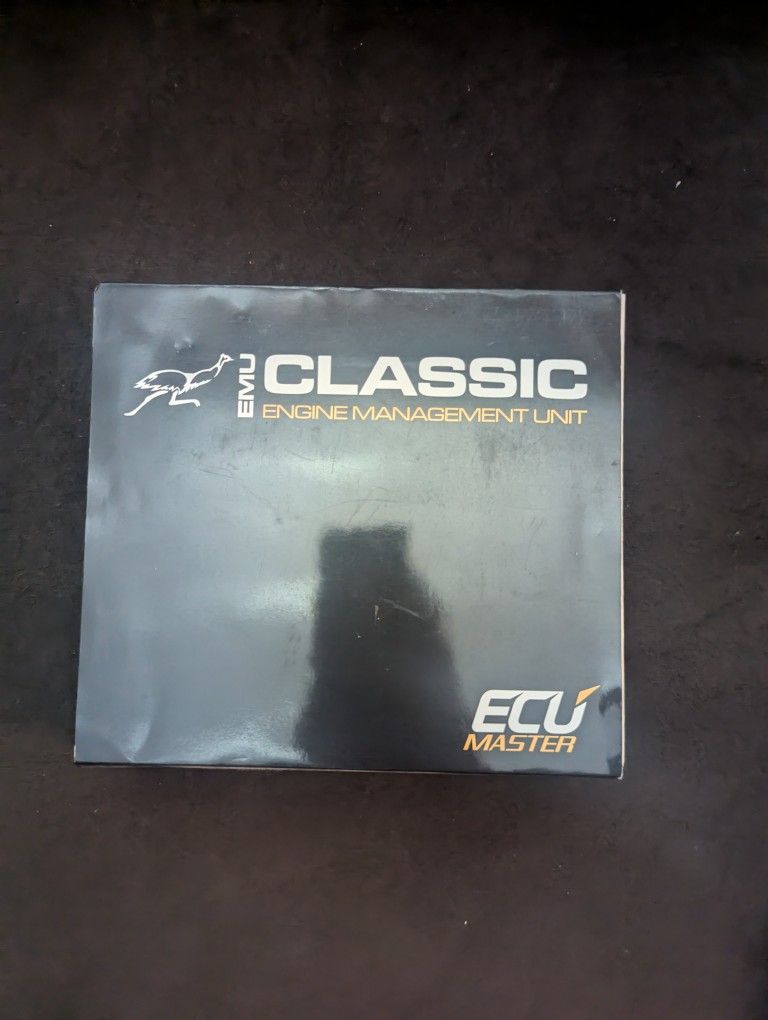 EMU
CLASSIC
ENGINE MANAGEMENT UNIT
ECU
MASTER